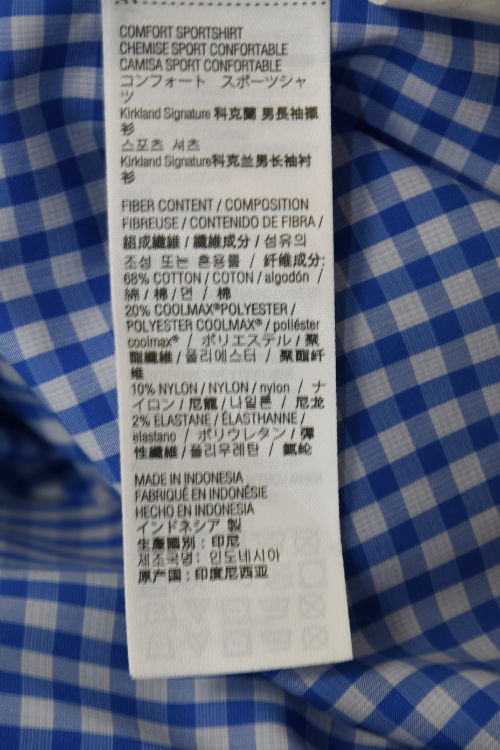 COMFORT SPORTSHIRT
CHEMISE SPORT CONFORTABLE
CAMISA SPORT CONFORTABLE
コンフォート スポーツシャ
ツ
Kirkland Signature 科克蘭 男長袖襯
衫
스포츠 셔츠
Kirkland Signature科克兰男长袖衬
衫
FIBER CONTENT / COMPOSITION
FIBREUSE / CONTENIDO DE FIBRA /
組成纖維 / 纖維成分 / 섬유의
조성 또는 혼용률 / 纤维成分:
68% COTTON / COTON / algodón /
綿 / 棉 / 면 / 棉
20% COOLMAX®POLYESTER /
POLYESTER COOLMAX® / poliéster
coolmax® / ポリエステル / 聚
酯纖維 / 폴리에스터 / 聚酯纤
维
10% NYLON / NYLON / nylon / ナ
イロン / 尼龍 / 나일론 / 尼龙
2% ELASTANE / ÉLASTHANNE /
elastano / ポリウレタン / 彈
性纖維 / 폴리우레탄 / 氨纶
MADE IN INDONESIA
FABRIQUÉ EN INDONÉSIE
HECHO EN INDONESIA
インドネシア 製
生產國別：印尼
제조국명: 인도네시아
原产国：印度尼西亚